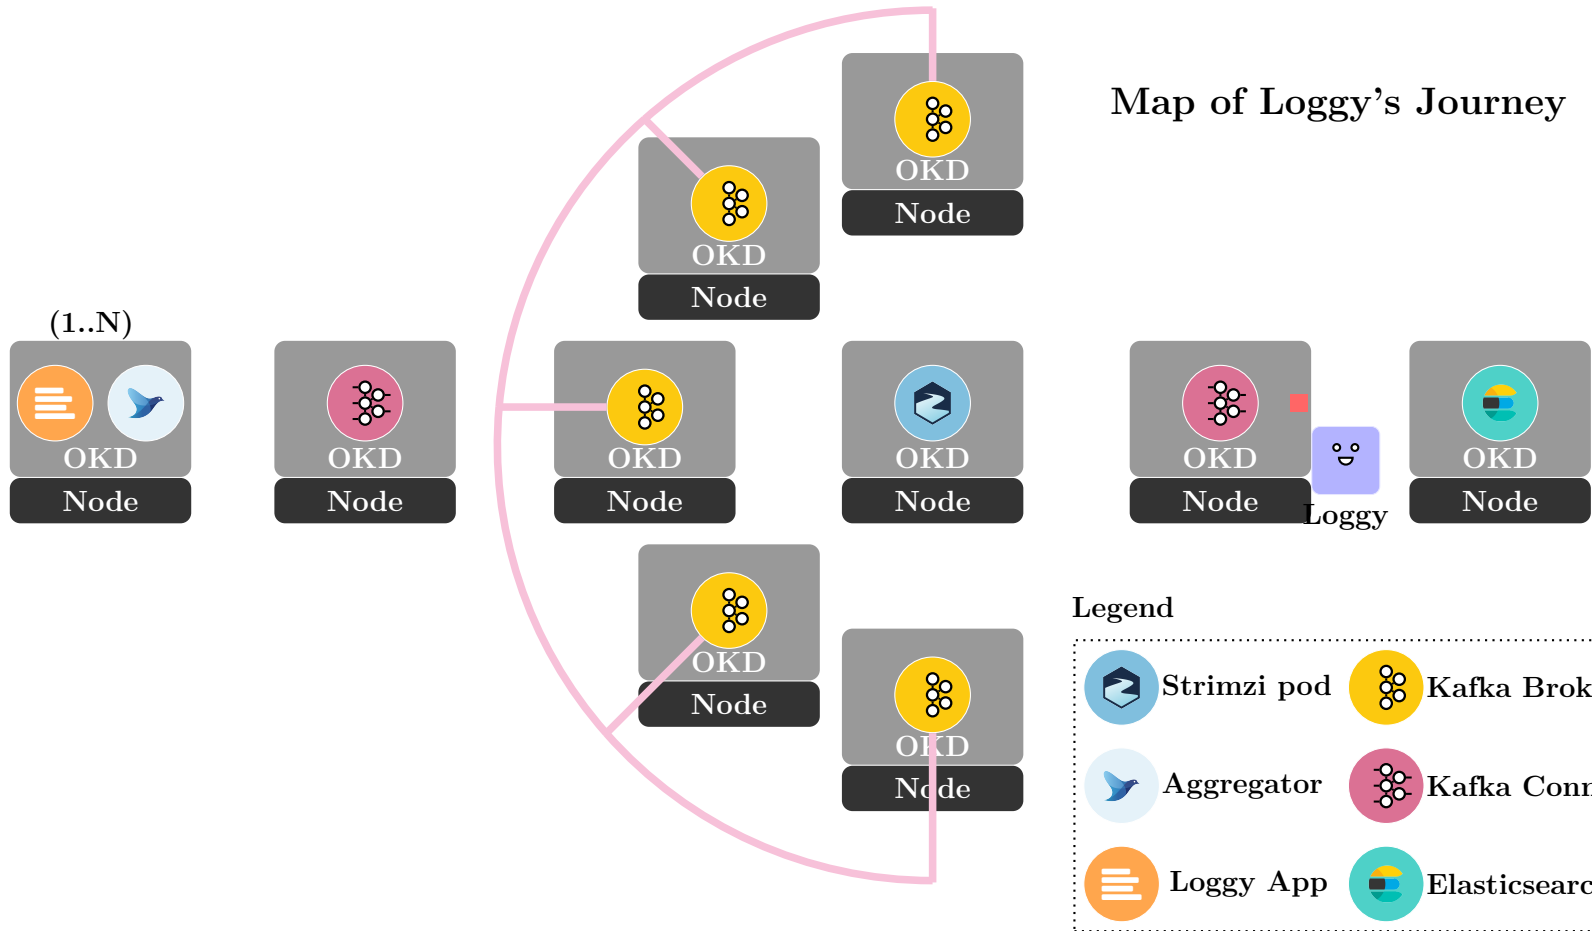 Map of Loggy's Journey
OKD
Node
OKD
Node
(1..N)
OKD
Node
OKD
Node
OKD
Node
OKD
Node
OKD
Node
Loggy
OKD
Node
OKD
Node
OKD
Node
Legend
Strimzi pod
Kafka Brok
Aggregator
Kafka Conn
Loggy App
Elasticsearc